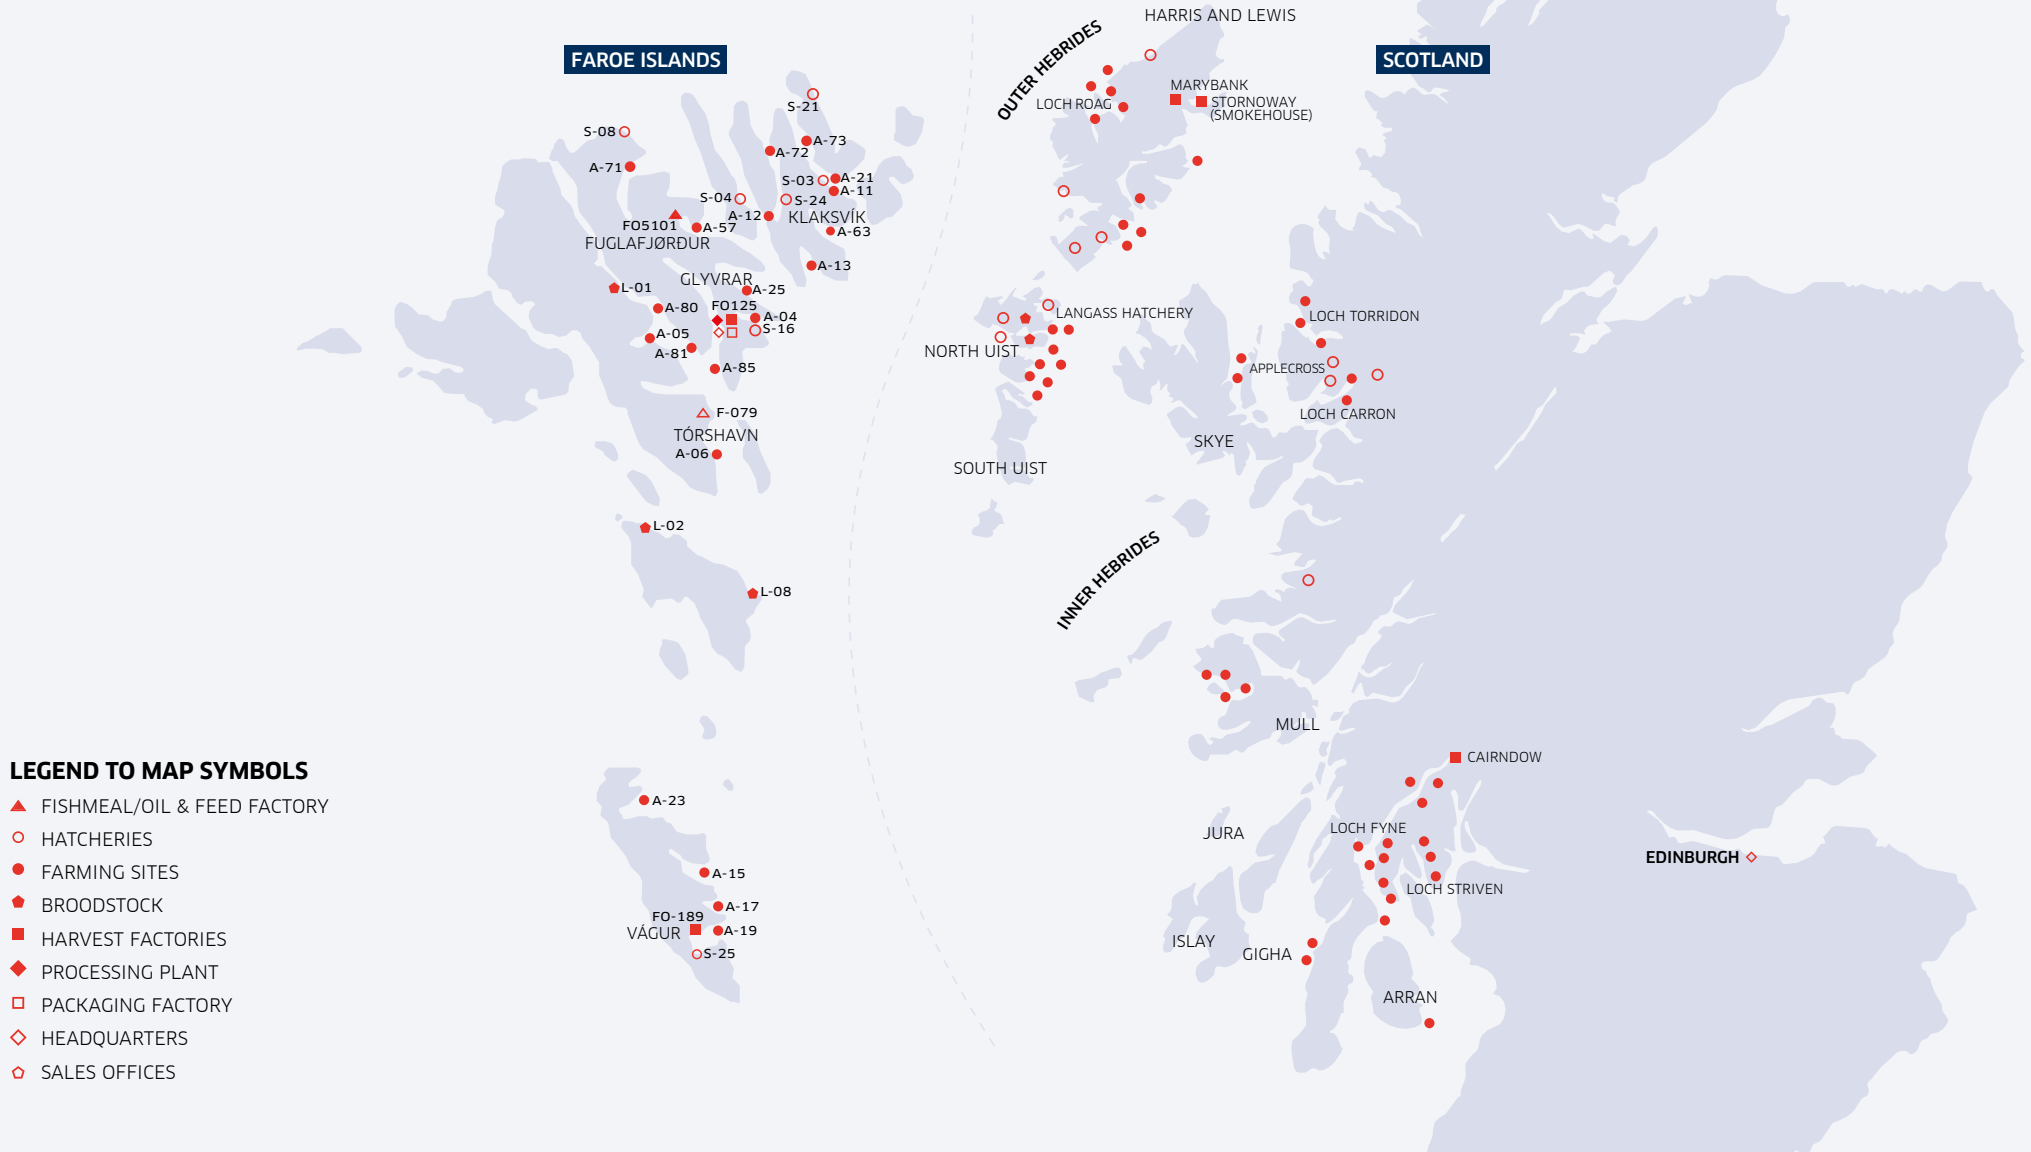 FAROE ISLANDS
S-21
S-08
A-73
A-72
A-71
S-03
A-21
A-11
S-04
S-24
A-12
KLAKSVÍK
FO5101
A-57
A-63
FUGLAFJØRÐUR
A-13
GLYVRAR
L-01
A-25
FO125
A-80
A-04
S-16
A-05
A-81
A-85
F-079
TÓRSHAVN
A-06
L-02
L-08
A-23
A-15
A-17
FO-189
VÁGUR
A-19
S-25
HARRIS AND LEWIS
OUTER HEBRIDES
SCOTLAND
MARYBANK
LOCH ROAG
STORNOWAY
(SMOKEHOUSE)
LANGASS HATCHERY
NORTH UIST
SOUTH UIST
LOCH TORRIDON
APPLECROSS
LOCH CARRON
SKYE
INNER HEBRIDES
MULL
CAIRNDOW
JURA
LOCH FYNE
EDINBURGH
LOCH STRIVEN
ISLAY
GIGHA
ARRAN
LEGEND TO MAP SYMBOLS
FISHMEAL/OIL & FEED FACTORY
HATCHERIES
FARMING SITES
BROODSTOCK
HARVEST FACTORIES
PROCESSING PLANT
PACKAGING FACTORY
HEADQUARTERS
SALES OFFICES